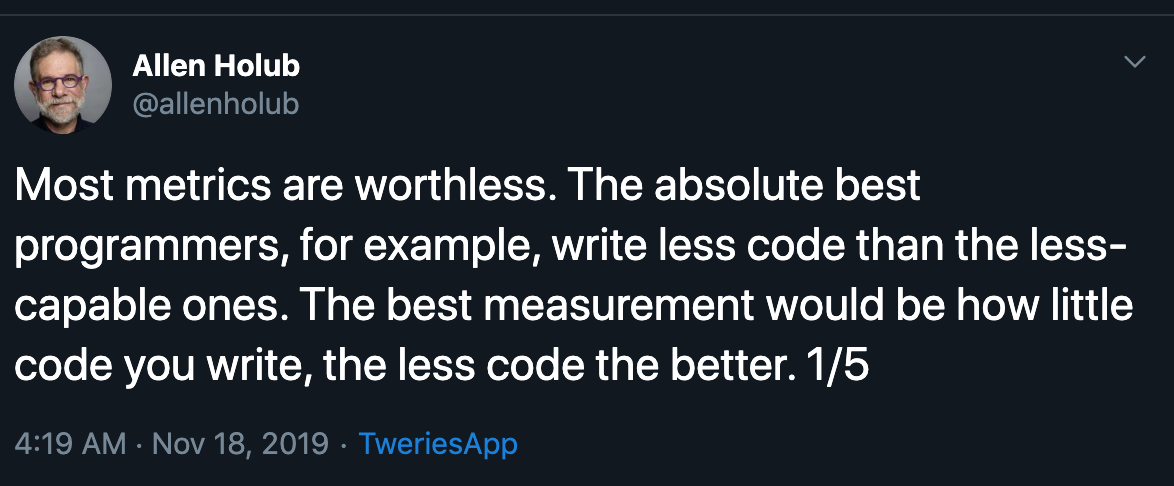 Allen Holub
@allenholub
Most metrics are worthless. The absolute best
programmers, for example, write less code than the less-
capable ones. The best measurement would be how little
code you write, the less code the better. 1/5
4:19 AM · Nov 18, 2019 · TweriesApp